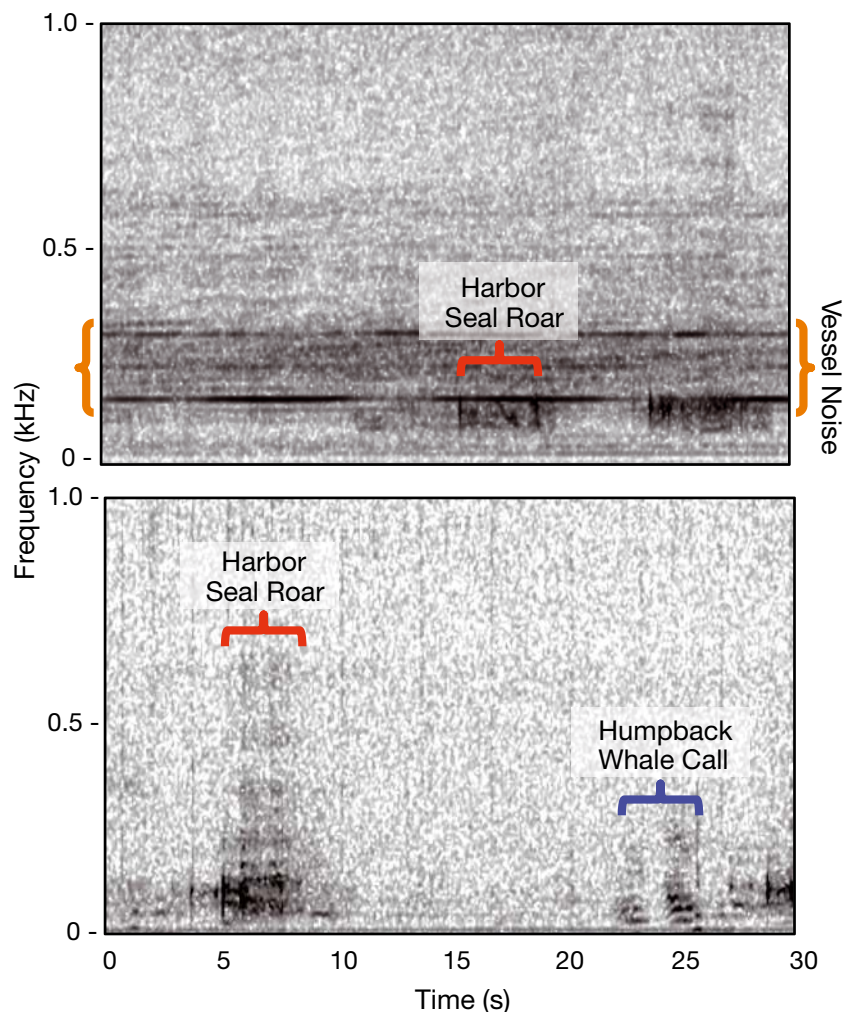 1.0 -
0.5 -
0 -
Harbor
Seal Roar
Vessel Noise
Frequency (kHz)
1.0 -
0.5 -
0 -
Harbor
Seal Roar
Humpback
Whale Call
0 5 10 15 20 25 30
Time (s)